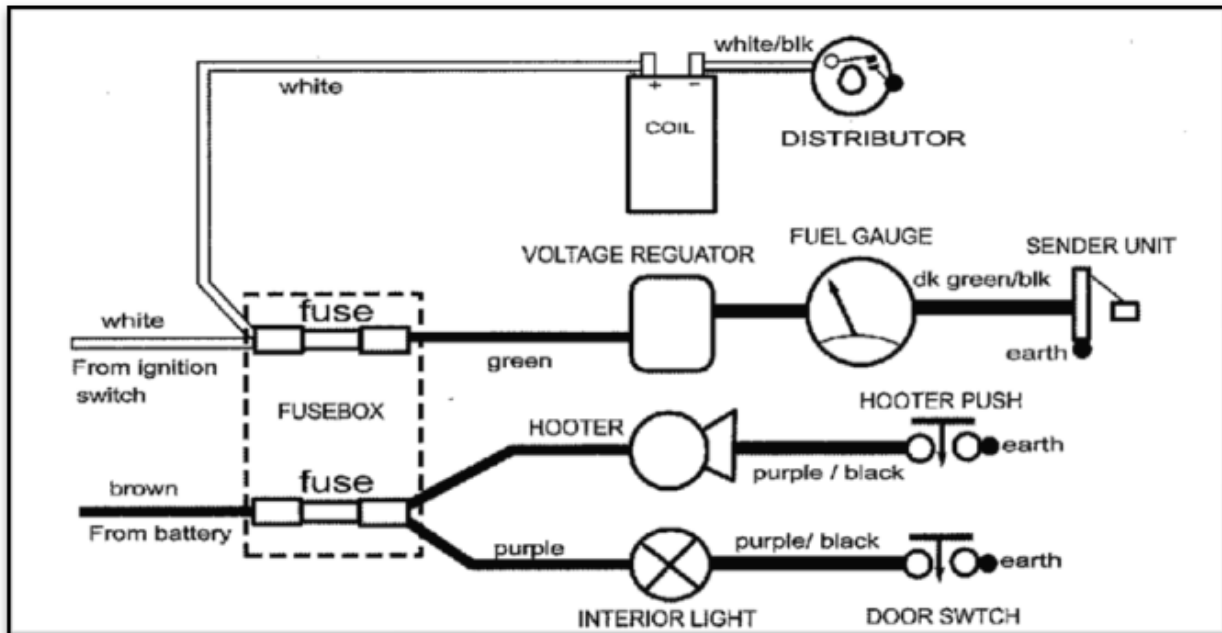 white/blk
white
+ -
COIL
DISTRIBUTOR
VOLTAGE REGUATOR
FUEL GAUGE
SENDER UNIT
dk green/blk
white
fuse
From ignition
switch
green
earth
FUSEBOX
HOOTER
HOOTER PUSH
earth
purple / black
brown
fuse
From battery
purple
purple/ black
earth
INTERIOR LIGHT
DOOR SWTCH